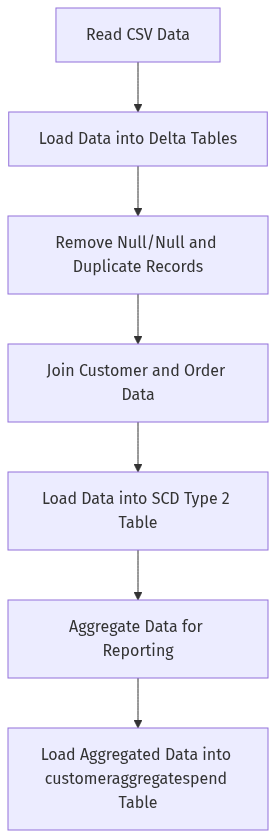 Read CSV Data
Load Data into Delta Tables
Remove Null/Null and
Duplicate Records
Join Customer and Order
Data
Load Data into SCD Type 2
Table
Aggregate Data for
Reporting
Load Aggregated Data into
customeraggregatespend
Table